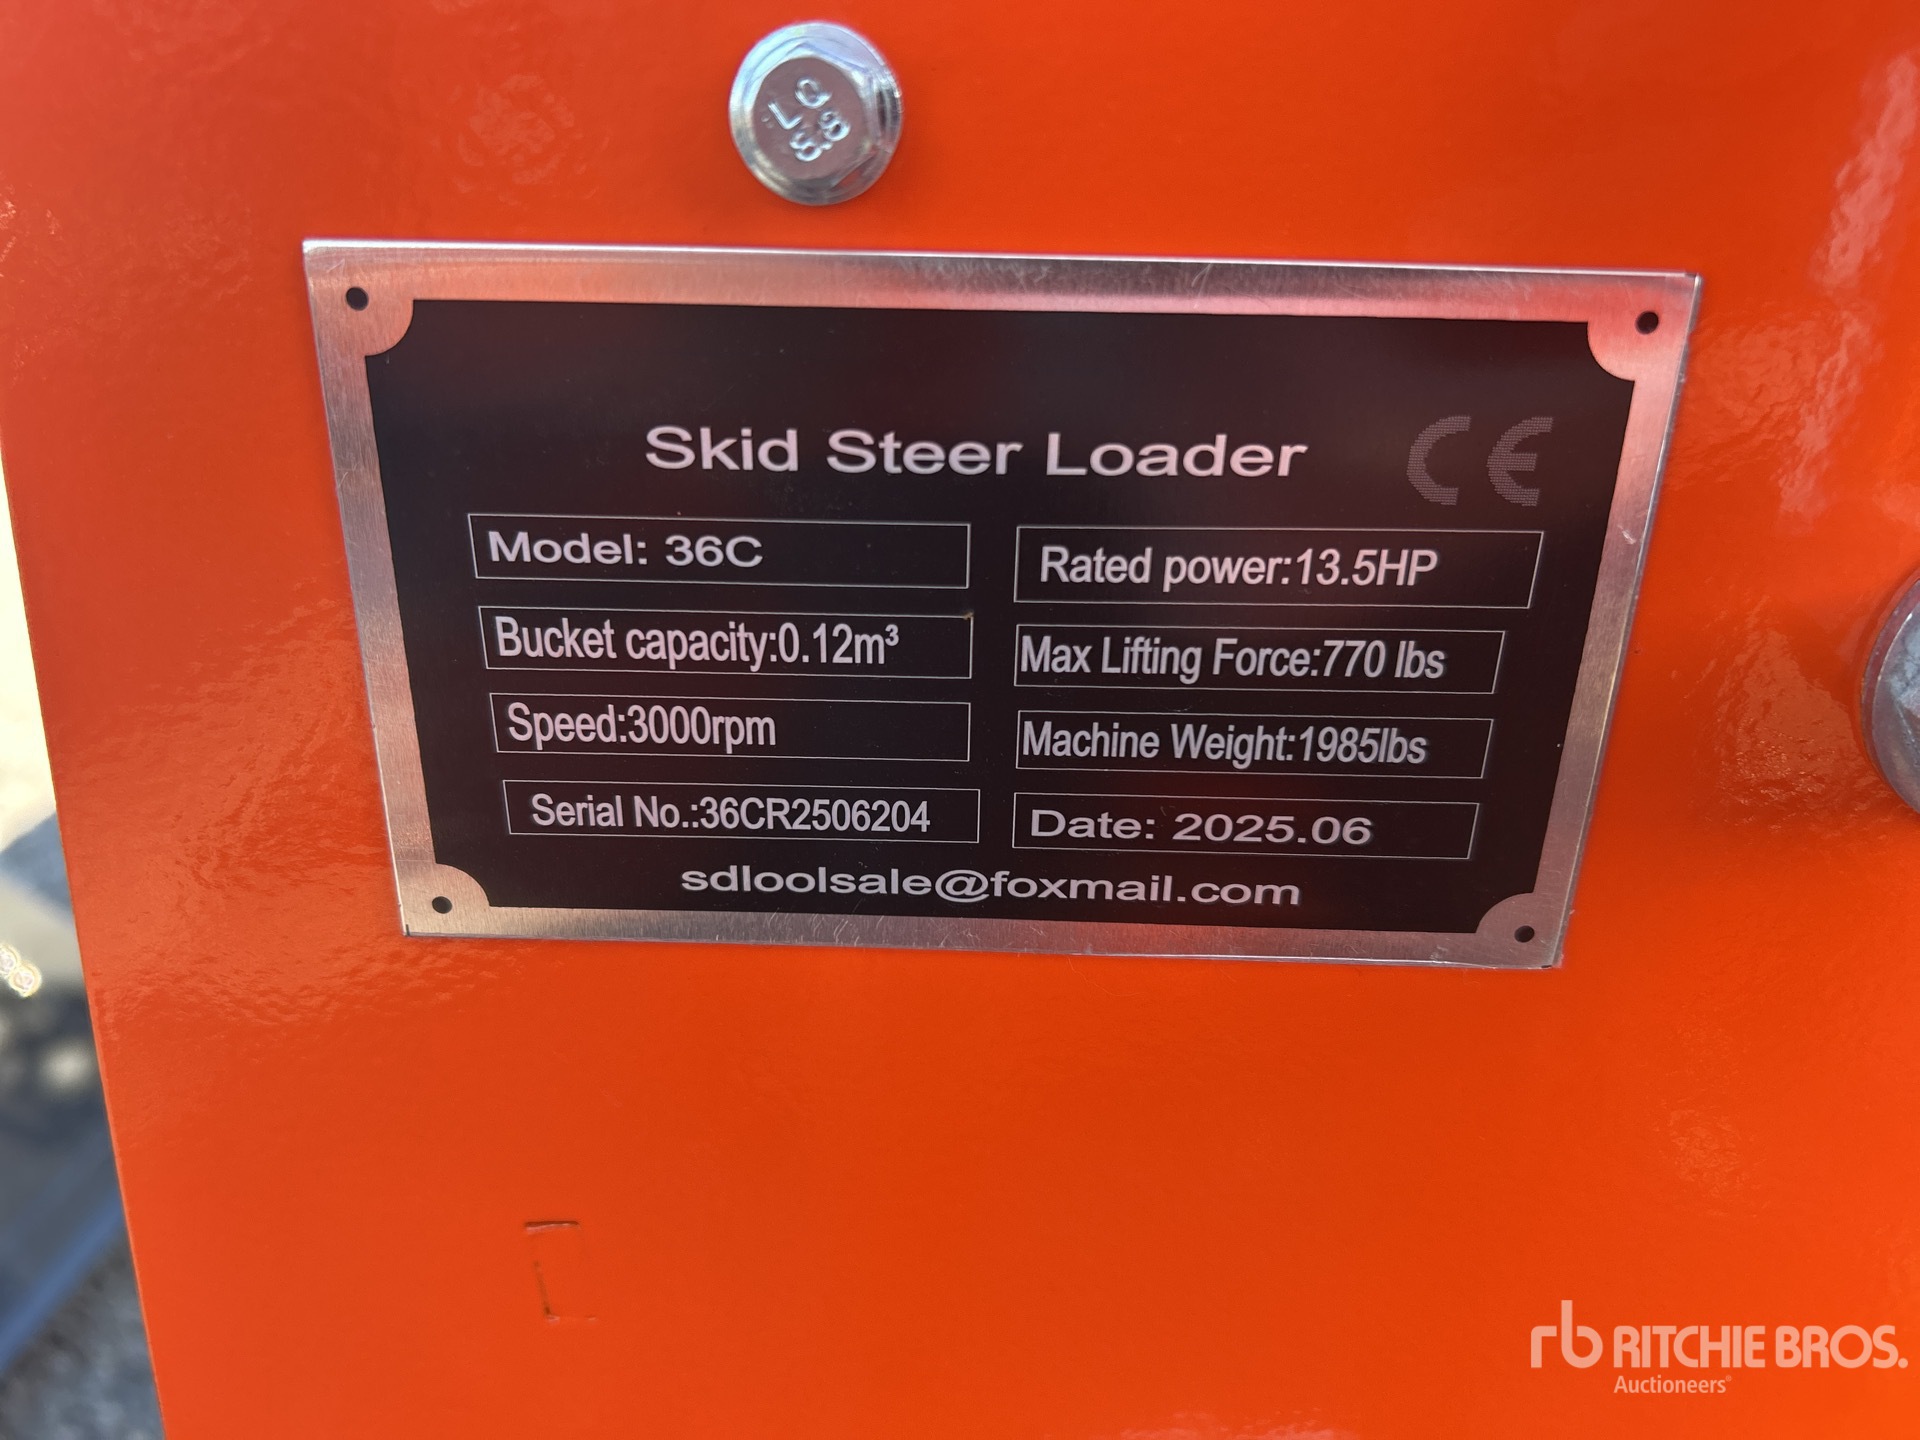 LQ
8.8
Skid Steer Loader CE
Model: 36C
Rated power:13.5HP
Bucket capacity:0.12m³
Max Lifting Force:770 lbs
Speed:3000rpm
Machine Weight:1985lbs
Serial No.:36CR2506204
Date: 2025.06
sdloolsale@foxmail.com
rb RITCHIE BROS.
Auctioneers®